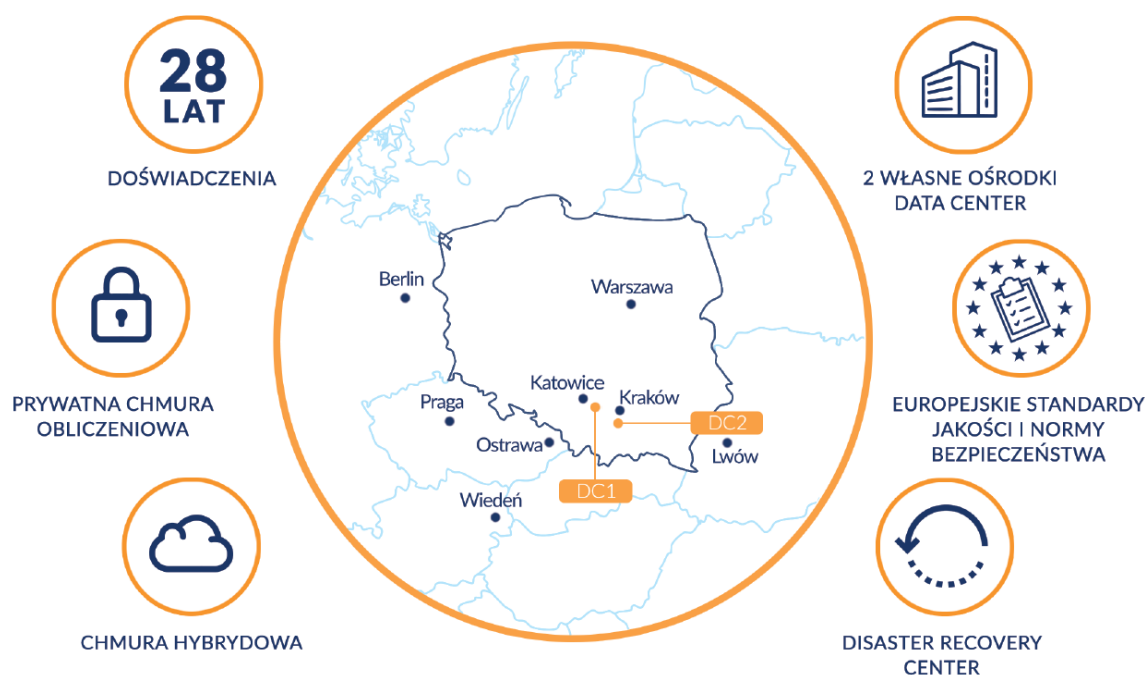 28
LAT
DOŚWIADCZENIA
PRYWATNA CHMURA
OBLICZENIOWA
CHMURA HYBRYDOWA
Berlin
Warszawa
Katowice
Kraków
Praga
DC2
Ostrawa
Lwów
DC1
Wiedeń
2 WŁASNE OŚRODKI
DATA CENTER
EUROPEJSKIE STANDARDY
JAKOŚCI I NORMY
BEZPIECZEŃSTWA
DISASTER RECOVERY
CENTER